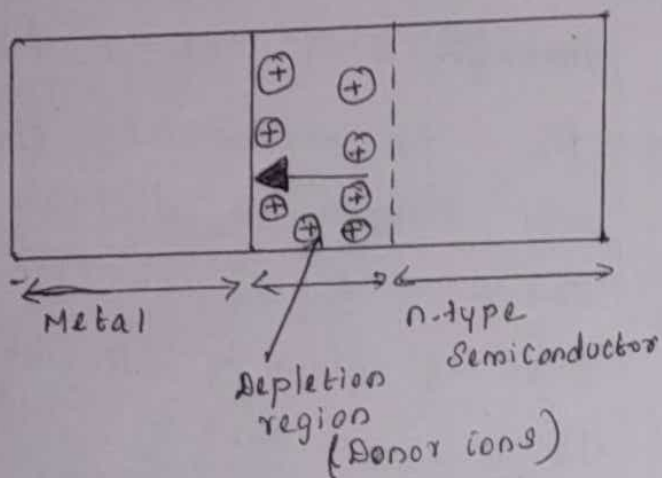 +
+
+
+
+
+
+
+
Metal
n-type
Semiconductor
Depletion
region
(Donor ions)